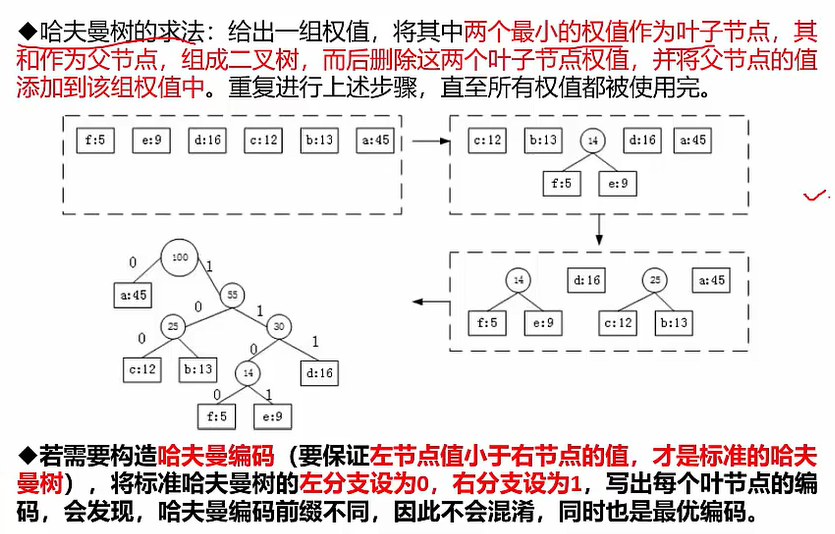 ◆哈夫曼树的求法：给出一组权值，将其中两个最小的权值作为叶子节点，其
和作为父节点，组成二叉树，而后删除这两个叶子节点权值，并将父节点的值
添加到该组权值中。重复进行上述步骤，直至所有权值都被使用完。
f:5 e:9 d:16 c:12 b:13 a:45
c:12 b:13 14 d:16 a:45
f:5 e:9
14 d:16 25 a:45
f:5 e:9 c:12 b:13
100
0 1
a:45 55
0 1
25 30
0 0 1
c:12 b:13 14 d:16
0 1
f:5 e:9
◆若需要构造哈夫曼编码（要保证左节点值小于右节点的值，才是标准的哈夫
曼树），将标准哈夫曼树的左分支设为0，右分支设为1，写出每个叶节点的编
码，会发现，哈夫曼编码前缀不同，因此不会混淆，同时也是最优编码。